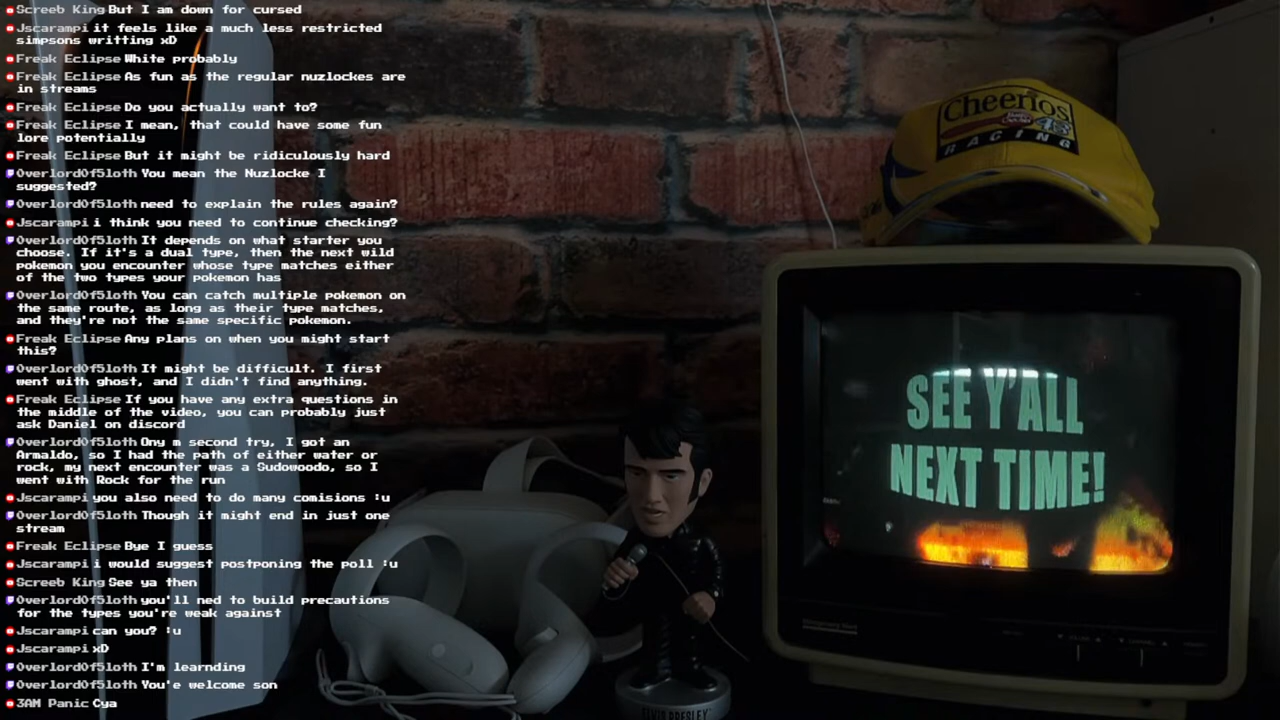 Screeb King But I am down for cursed
Jscarampi it feels like a much less restricted
simpsons writting xD
Freak Eclipse White probably
Freak Eclipse As fun as the regular nuzlockes are
in streams
Freak Eclipse Do you actually want to?
Freak Eclipse I mean, that could have some fun
lore potentially
Freak Eclipse But it might be ridiculously hard
OverlordOf5loth You mean the Nuzlocke I
suggested?
OverlordOf5loth need to explain the rules again?
Jscarampi i think you need to continue checking?
OverlordOf5loth It depends on what starter you
choose. If it's a dual type, then the next wild
pokemon you encounter whose type matches either
of the two types your pokemon has
OverlordOf5loth You can catch multiple pokemon on
the same route, as long as their type matches,
and they're not the same specific pokemon.
Freak Eclipse Any plans on when you might start
this?
OverlordOf5loth It might be difficult. I first
went with ghost, and I didn't find anything.
Freak Eclipse If you have any extra questions in
the middle of the video, you can probably just
ask Daniel on discord
OverlordOf5loth Ony m second try, I got an
Armaldo, so I had the path of either water or
rock, my next encounter was a Sudowoodo, so I
went with Rock for the run
Jscarampi you also need to do many comisions :u
OverlordOf5loth Though it might end in just one
stream
Freak Eclipse Bye I guess
Jscarampi i would suggest postponing the poll :u
Screeb King See ya then
OverlordOf5loth you'll ned to build precautions
for the types you're weak against
Jscarampi can you? :u
Jscarampi xD
OverlordOf5loth I'm learnding
OverlordOf5loth You'e welcome son
3AM Panic Cya
Cheerios
43
RACING
SEE Y'ALL
NEXT TIME!
ELVIS PRESLEY